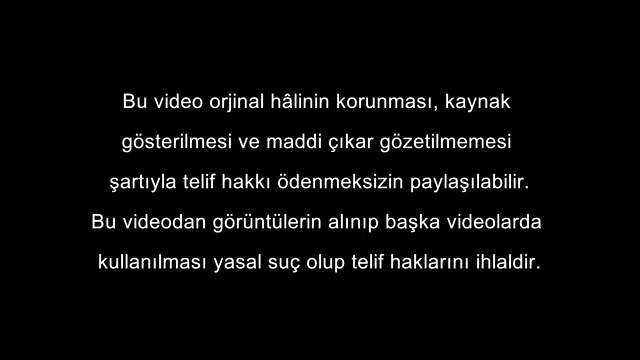 Bu video orjinal hâlinin korunması, kaynak
gösterilmesi ve maddi çıkar gözetilmemesi
şartıyla telif hakkı ödenmeksizin paylaşılabilir.
Bu videodan görüntülerin alınıp başka videolarda
kullanılması yasal suç olup telif haklarını ihlaldir.